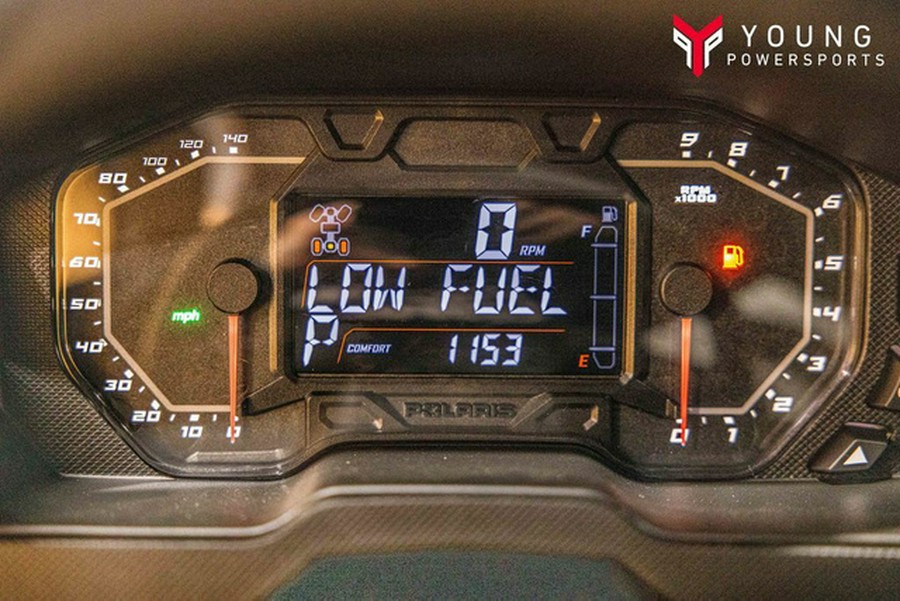 YOUNG
POWERSPORTS
140
120
100
80
70
60
50
40
30
20
10
0
mph
0 RPM
LOW FUEL
P COMFORT 1153
F
E
POLARIS
9
8
7
RPM
x1000
6
5
4
3
2
1
0